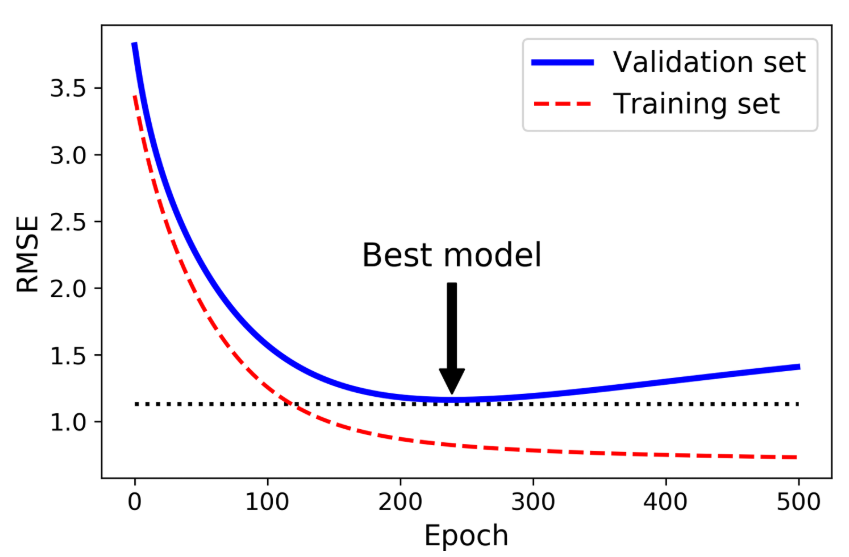 Validation set
Training set
Best model
RMSE
3.5
3.0
2.5
2.0
1.5
1.0
0 100 200 300 400 500
Epoch